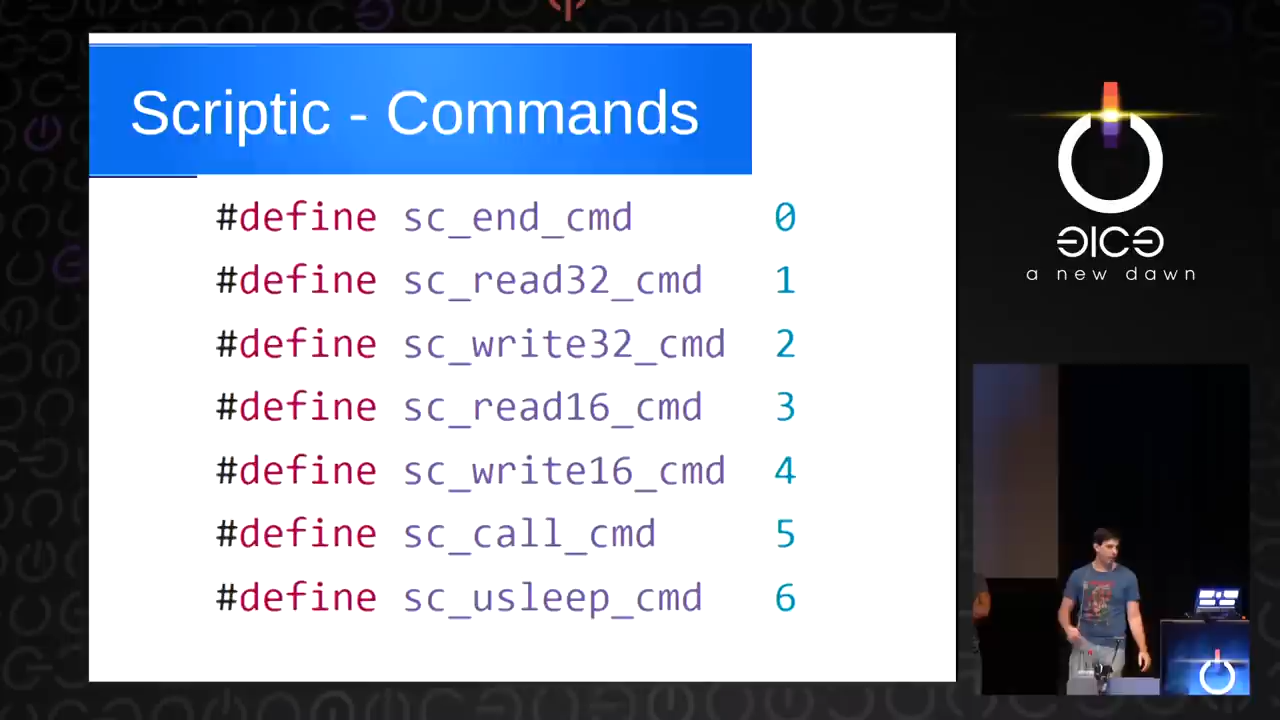 Scriptic - Commands
#define sc_end_cmd 0
#define sc_read32_cmd 1
#define sc_write32_cmd 2
#define sc_read16_cmd 3
#define sc_write16_cmd 4
#define sc_call_cmd 5
#define sc_usleep_cmd 6
ƎICƎ
a new dawn